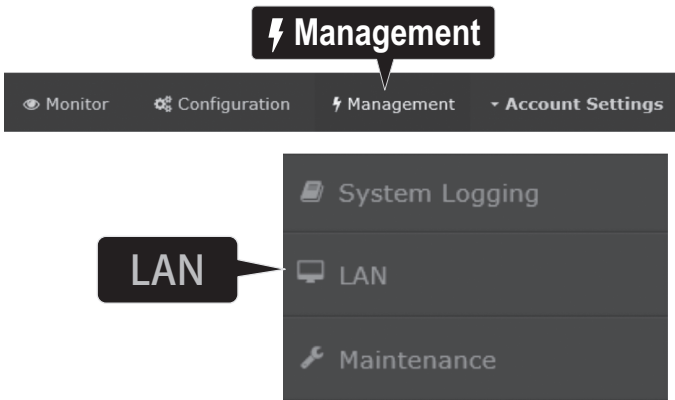 Management
Monitor Configuration Management Account Settings
System Logging
LAN LAN
Maintenance